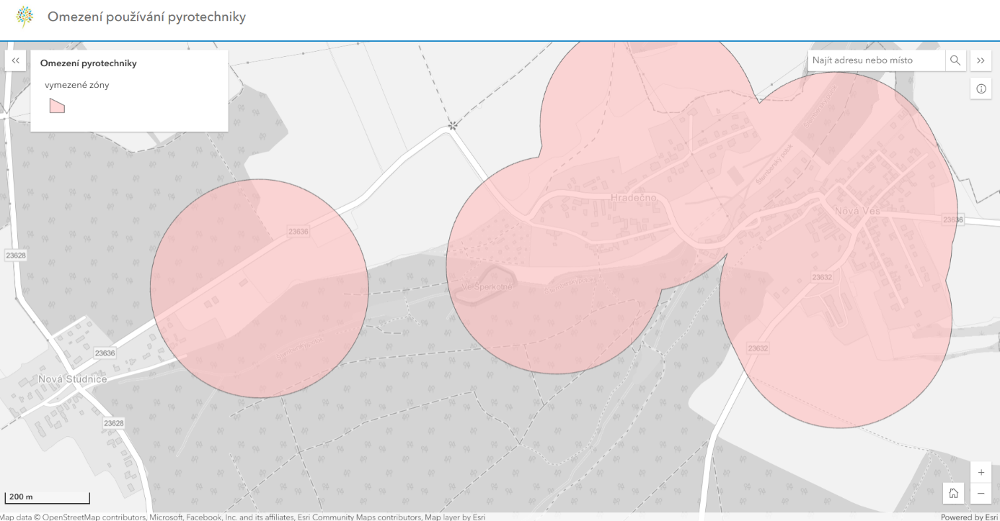 Omezení používání pyrotechniky
Omezení pyrotechniky
vymezené zóny
Najít adresu nebo místo
Hradečno
Nová Ves
Štemberský potok
23636
23636
23628
Ve Šperkotně
23632
23632
23636
Nová Studnice
23628
200 m
Map data © OpenStreetMap contributors, Microsoft, Facebook, Inc. and its affiliates, Esri Community Maps contributors, Map layer by Esri
Powered by Esri